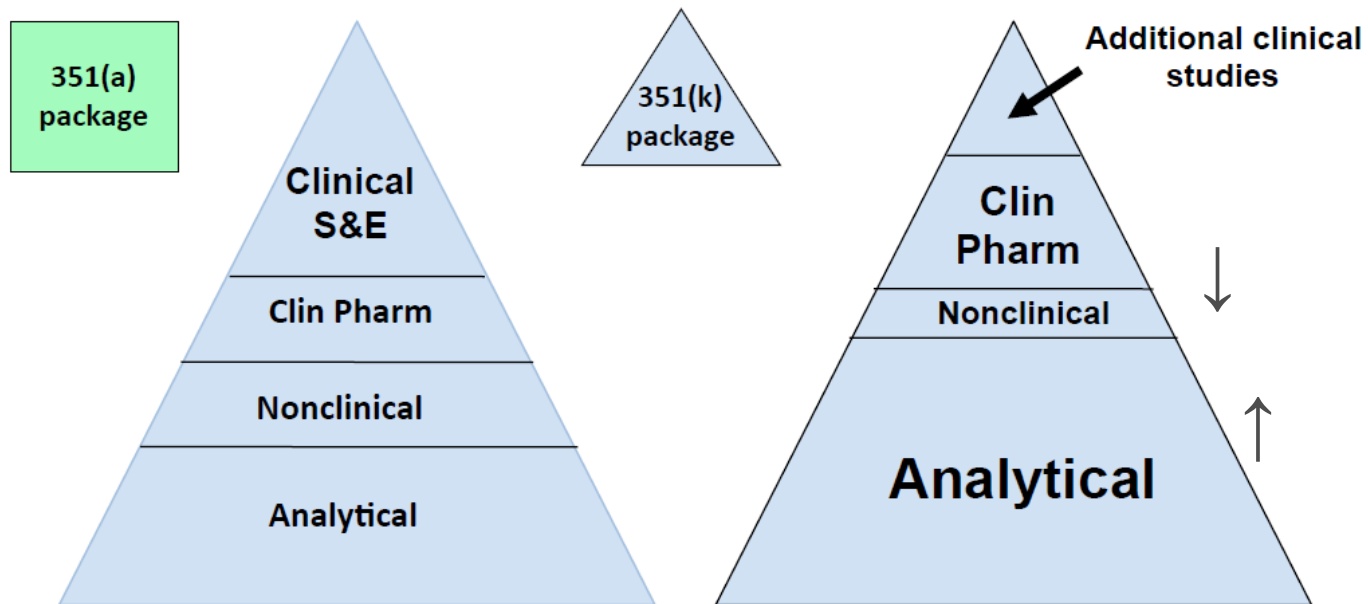 351(a)
package
Clinical
S&E
Clin Pharm
Nonclinical
Analytical
351(k)
package
Additional clinical
studies
Clin
Pharm
Nonclinical
Analytical